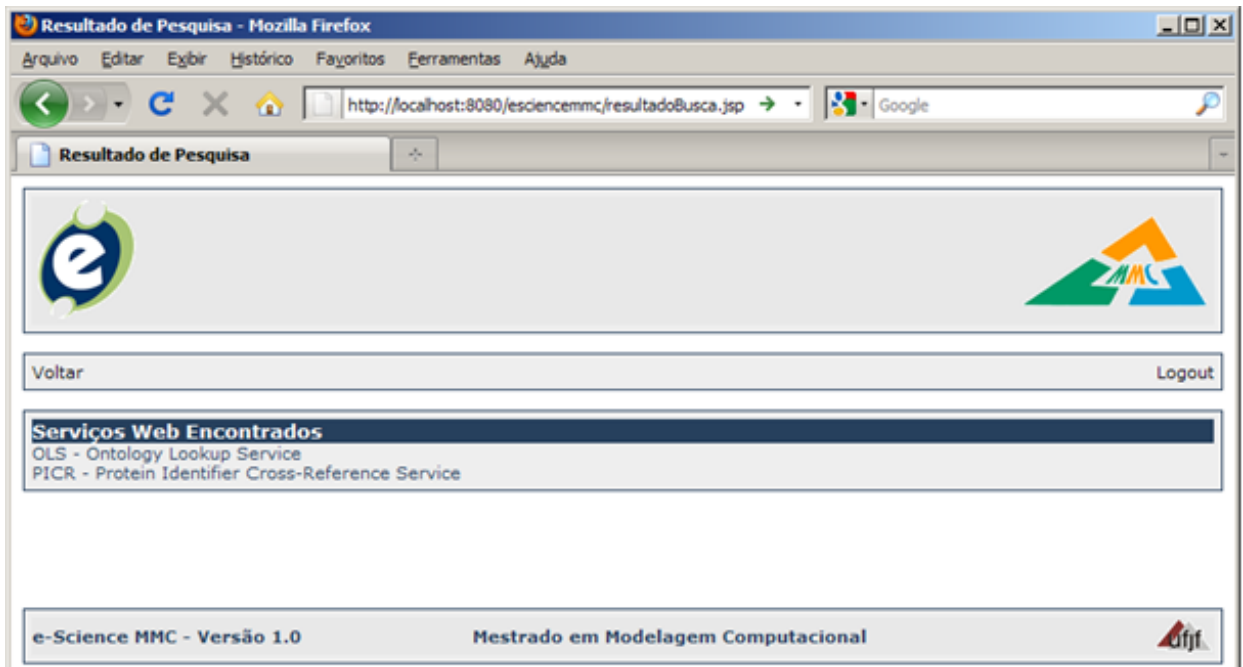 Resultado de Pesquisa - Mozilla Firefox
Arquivo Editar Exibir Histórico Favoritos Ferramentas Ajuda
http://localhost:8080/esciencemmc/resultadoBusca.jsp Google
Resultado de Pesquisa
e MMC
Voltar Logout
Serviços Web Encontrados
OLS - Ontology Lookup Service
PICR - Protein Identifier Cross-Reference Service
e-Science MMC - Versão 1.0 Mestrado em Modelagem Computacional ufjf